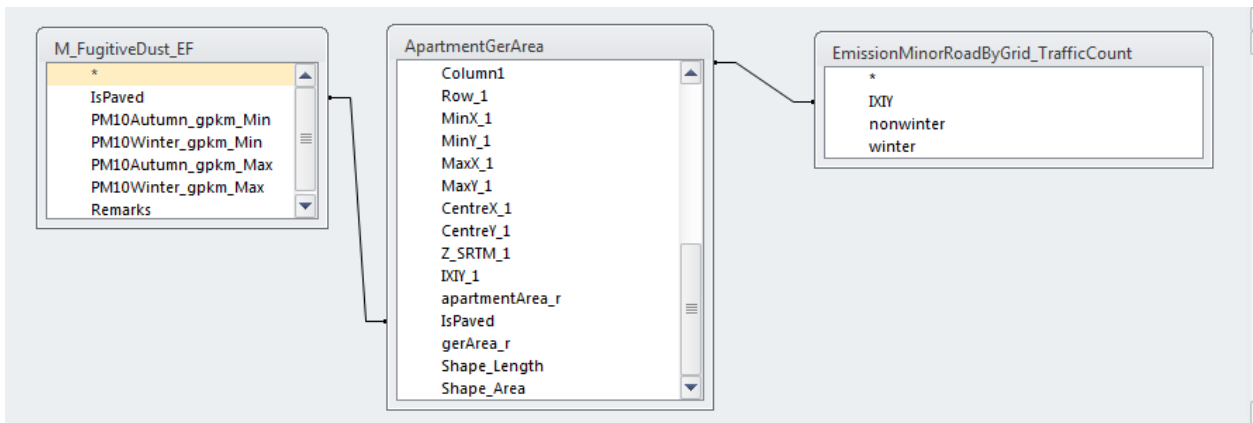 M_FugitiveDust_EF
*
IsPaved
PM10Autumn_gpkm_Min
PM10Winter_gpkm_Min
PM10Autumn_gpkm_Max
PM10Winter_gpkm_Max
Remarks
ApartmentGerArea
Column1
Row_1
MinX_1
MinY_1
MaxX_1
MaxY_1
CentreX_1
CentreY_1
Z_SRTM_1
IXIY_1
apartmentArea_r
IsPaved
gerArea_r
Shape_Length
Shape_Area
EmissionMinorRoadByGrid_TrafficCount
*
IXIY
nonwinter
winter